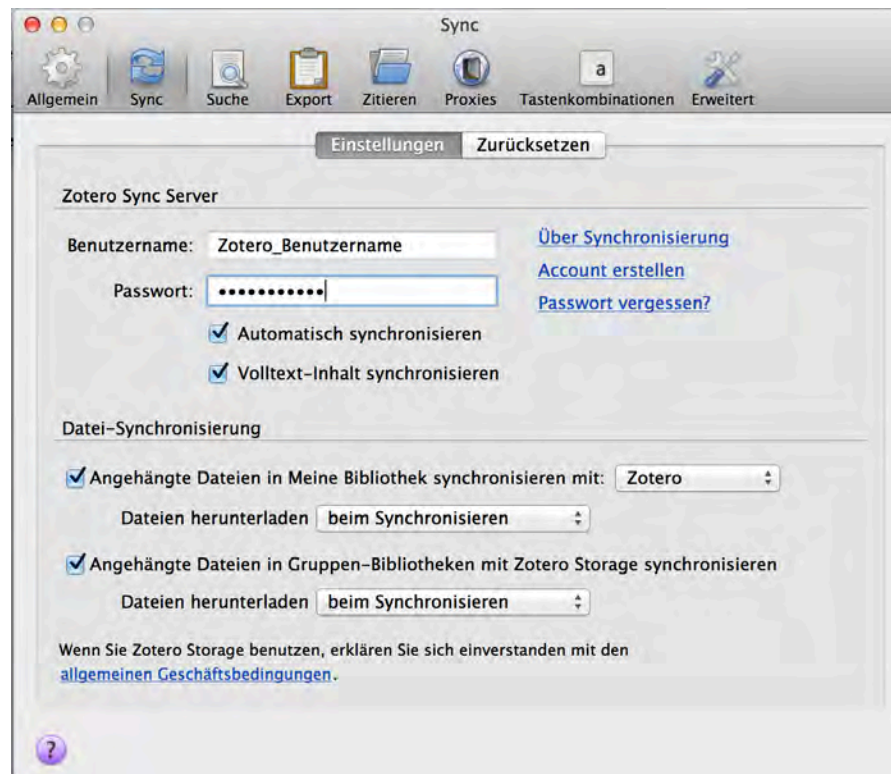 Sync
Allgemein Sync Suche Export Zitieren Proxies a Tastenkombinationen Erweitert
Einstellungen Zurücksetzen
Zotero Sync Server
Benutzername: Zotero_Benutzername Über Synchronisierung
Account erstellen
Passwort: •••••••••••
Passwort vergessen?
Automatisch synchronisieren
Volltext-Inhalt synchronisieren
Datei-Synchronisierung
Angehängte Dateien in Meine Bibliothek synchronisieren mit: Zotero
Dateien herunterladen beim Synchronisieren
Angehängte Dateien in Gruppen-Bibliotheken mit Zotero Storage synchronisieren
Dateien herunterladen beim Synchronisieren
Wenn Sie Zotero Storage benutzen, erklären Sie sich einverstanden mit den
allgemeinen Geschäftsbedingungen.
?